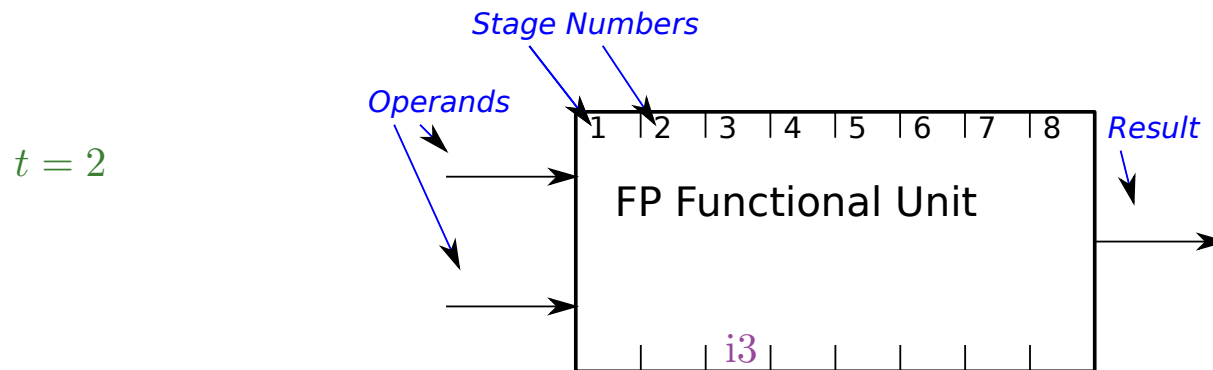 Stage Numbers
Operands
1 2 3 4 5 6 7 8
Result
t = 2
FP Functional Unit
i3